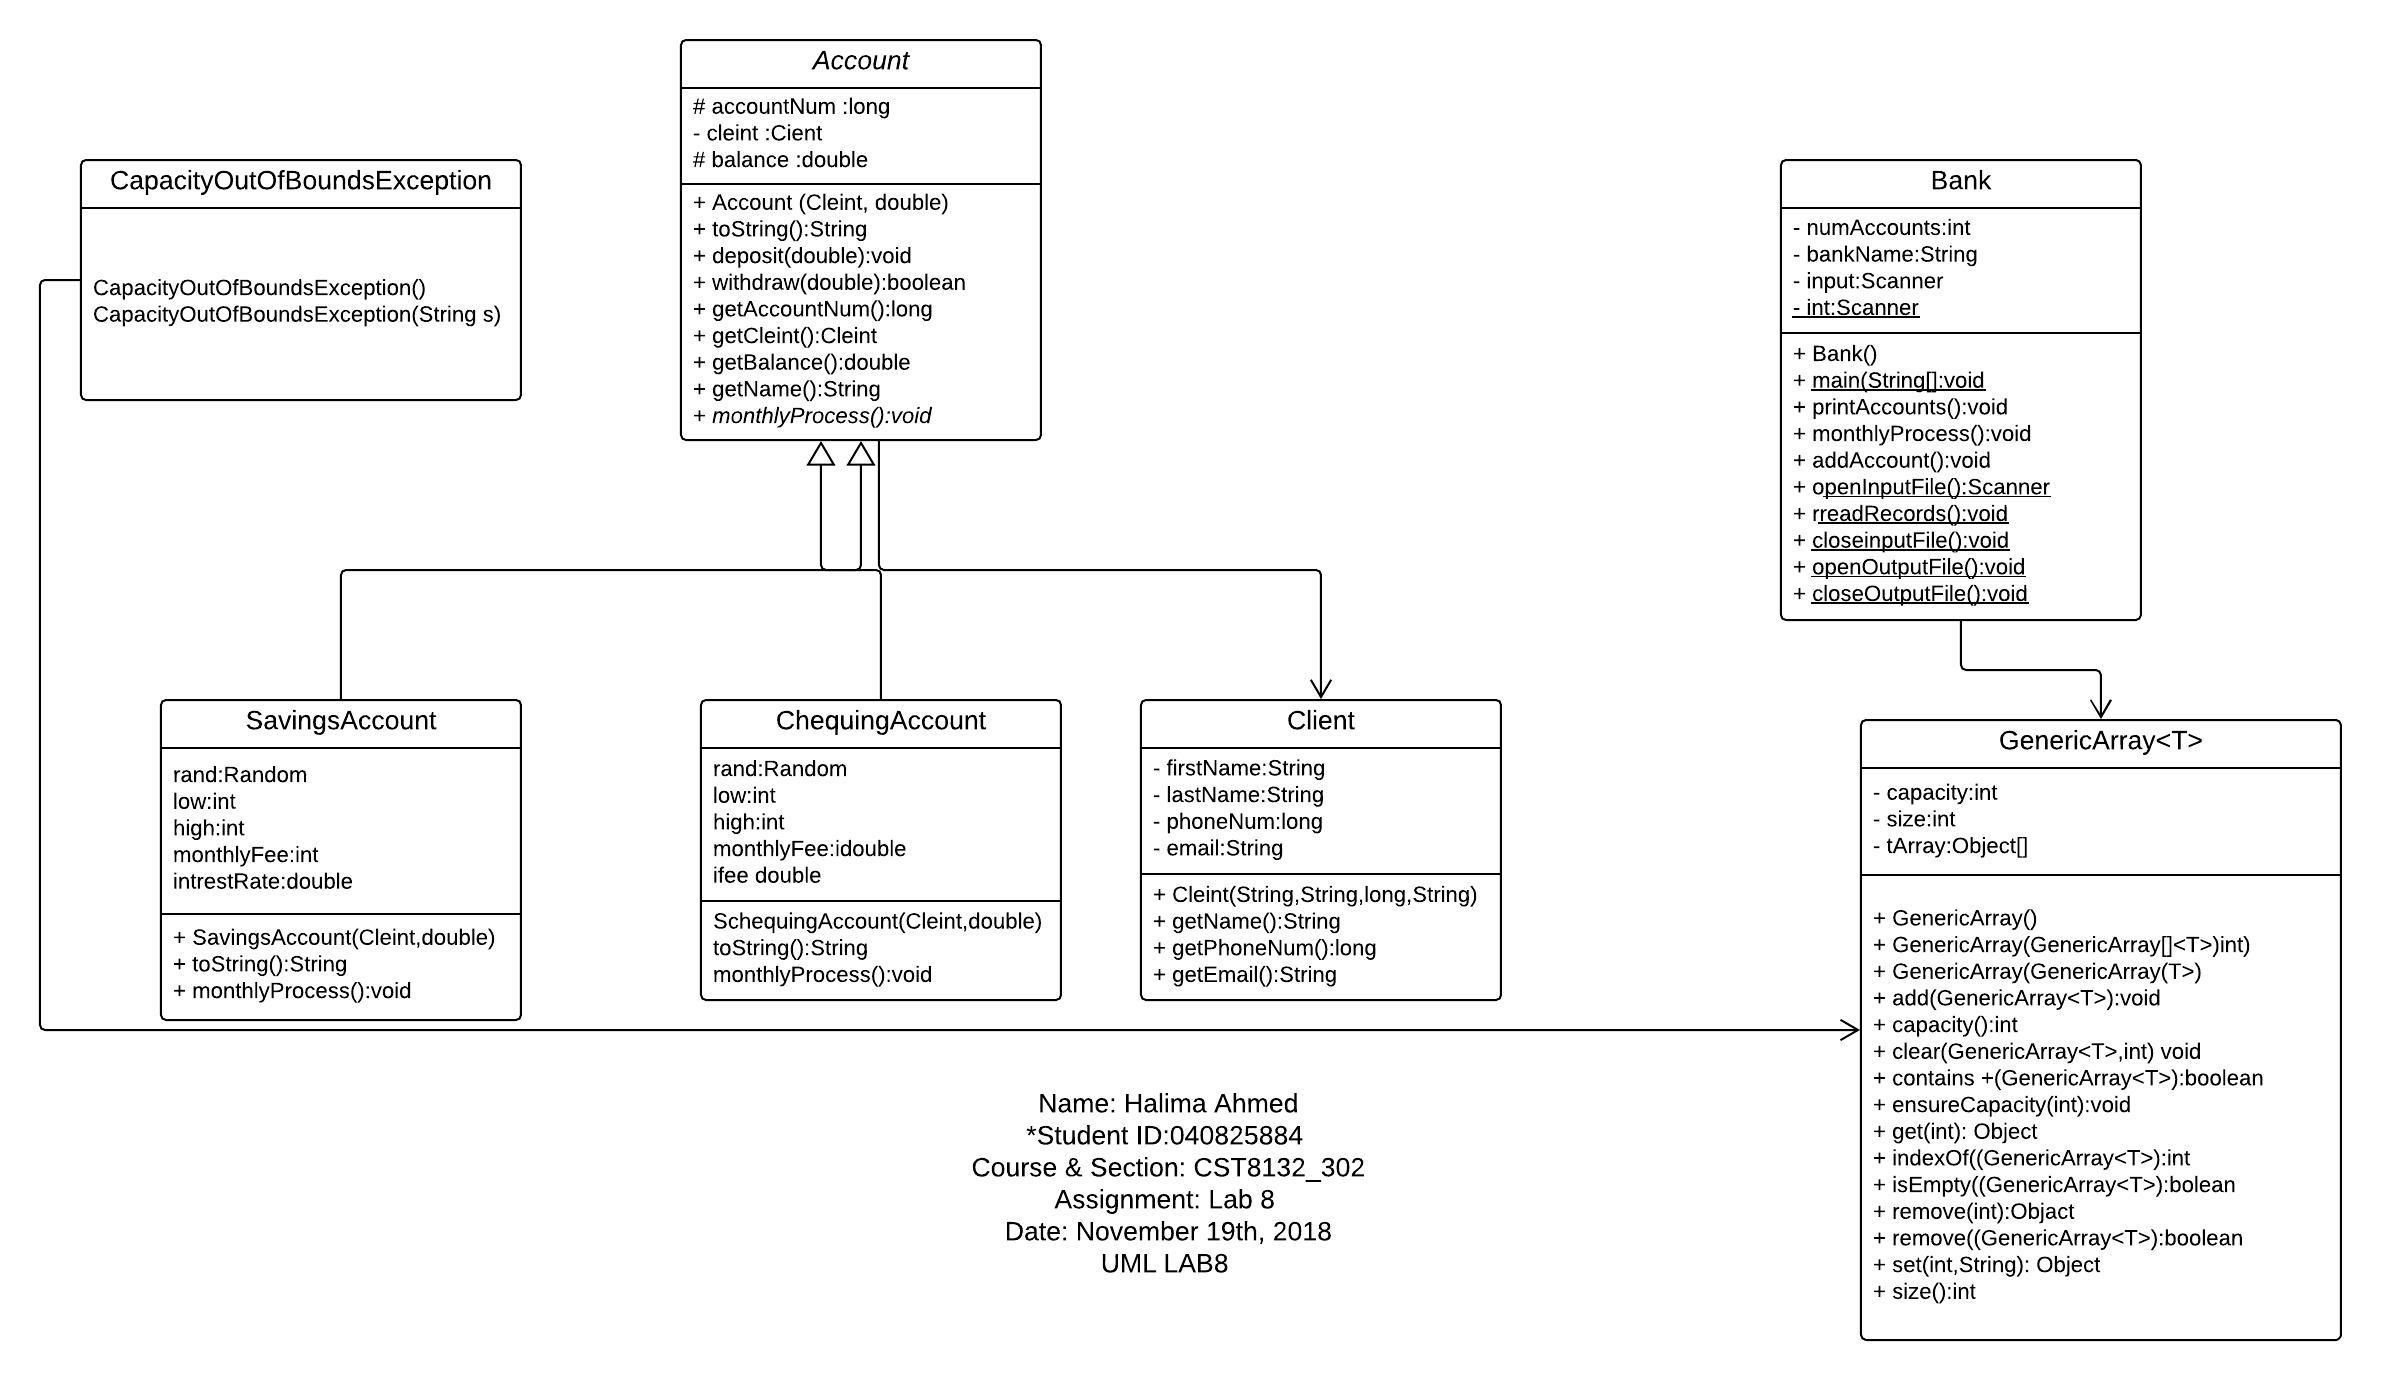 Account
# accountNum :long
- cleint :Cient
# balance :double
+ Account (Cleint, double)
+ toString():String
+ deposit(double):void
+ withdraw(double):boolean
+ getAccountNum():long
+ getCleint():Cleint
+ getBalance():double
+ getName():String
+ monthlyProcess():void
CapacityOutOfBoundsException
CapacityOutOfBoundsException()
CapacityOutOfBoundsException(String s)
Bank
- numAccounts:int
- bankName:String
- input:Scanner
- int:Scanner
+ Bank()
+ main(String[]:void
+ printAccounts():void
+ monthlyProcess():void
+ addAccount():void
+ openInputFile():Scanner
+ rreadRecords():void
+ closeinputFile():void
+ openOutputFile():void
+ closeOutputFile():void
SavingsAccount
rand:Random
low:int
high:int
monthlyFee:int
intrestRate:double
+ SavingsAccount(Cleint,double)
+ toString():String
+ monthlyProcess():void
ChequingAccount
rand:Random
low:int
high:int
monthlyFee:idouble
ifee double
SchequingAccount(Cleint,double)
toString():String
monthlyProcess():void
Client
- firstName:String
- lastName:String
- phoneNum:long
- email:String
+ Cleint(String,String,long,String)
+ getName():String
+ getPhoneNum():long
+ getEmail():String
GenericArray<T>
- capacity:int
- size:int
- tArray:Object[]
+ GenericArray()
+ GenericArray(GenericArray[]<T>)int)
+ GenericArray(GenericArray(T>)
+ add(GenericArray<T>):void
+ capacity():int
+ clear(GenericArray<T>,int) void
+ contains +(GenericArray<T>):boolean
+ ensureCapacity(int):void
+ get(int): Object
+ indexOf((GenericArray<T>):int
+ isEmpty((GenericArray<T>):bolean
+ remove(int):Objact
+ remove((GenericArray<T>):boolean
+ set(int,String): Object
+ size():int
Name: Halima Ahmed
*Student ID:040825884
Course & Section: CST8132_302
Assignment: Lab 8
Date: November 19th, 2018
UML LAB8